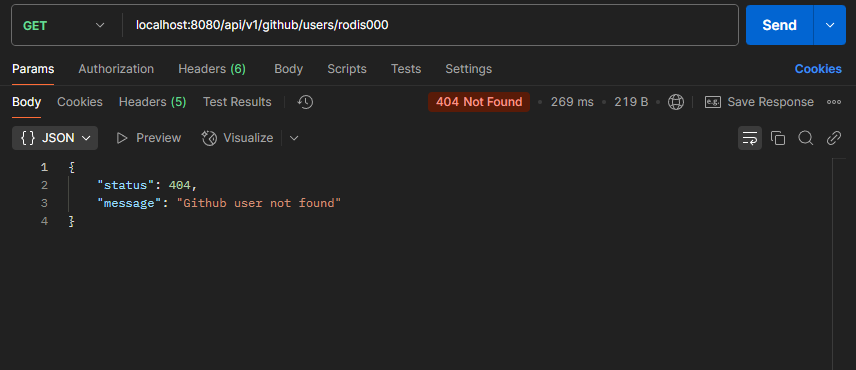 GET localhost:8080/api/v1/github/users/rodis000 Send
Params Authorization Headers (6) Body Scripts Tests Settings Cookies
Body Cookies Headers (5) Test Results 404 Not Found • 269 ms • 219 B • e.g. Save Response
{ } JSON Preview Visualize
1 {
2 "status": 404,
3 "message": "Github user not found"
4 }